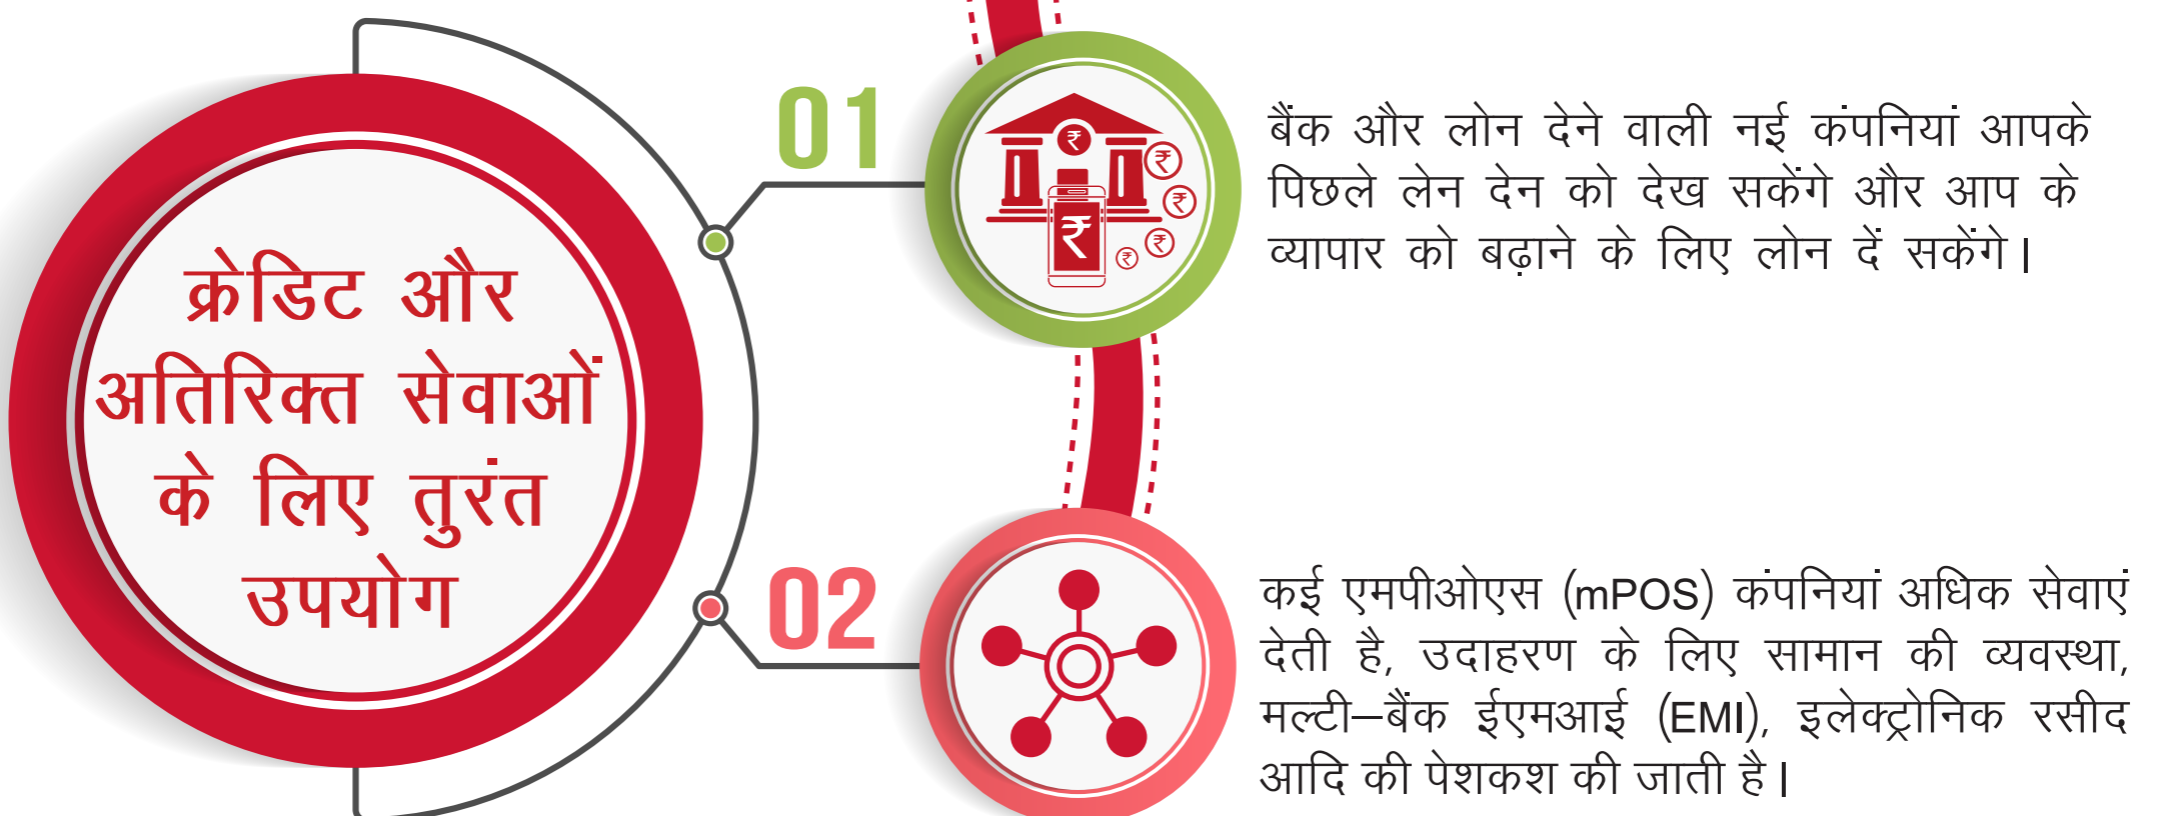 क्रेडिट और
अतिरिक्त सेवाओं
के लिए तुरंत
उपयोग
01
बैंक और लोन देने वाली नई कंपनियां आपके
पिछले लेन देन को देख सकेंगे और आप के
व्यापार को बढ़ाने के लिए लोन दें सकेंगे।
02
कई एमपीओएस (mPOS) कंपनियां अधिक सेवाएं
देती है, उदाहरण के लिए सामान की व्यवस्था,
मल्टी–बैंक ईएमआई (EMI), इलेक्ट्रोनिक रसीद
आदि की पेशकश की जाती है।